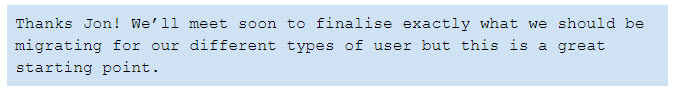 Thanks Jon! We’ll meet soon to finalise exactly what we should be
migrating for our different types of user but this is a great
starting point.